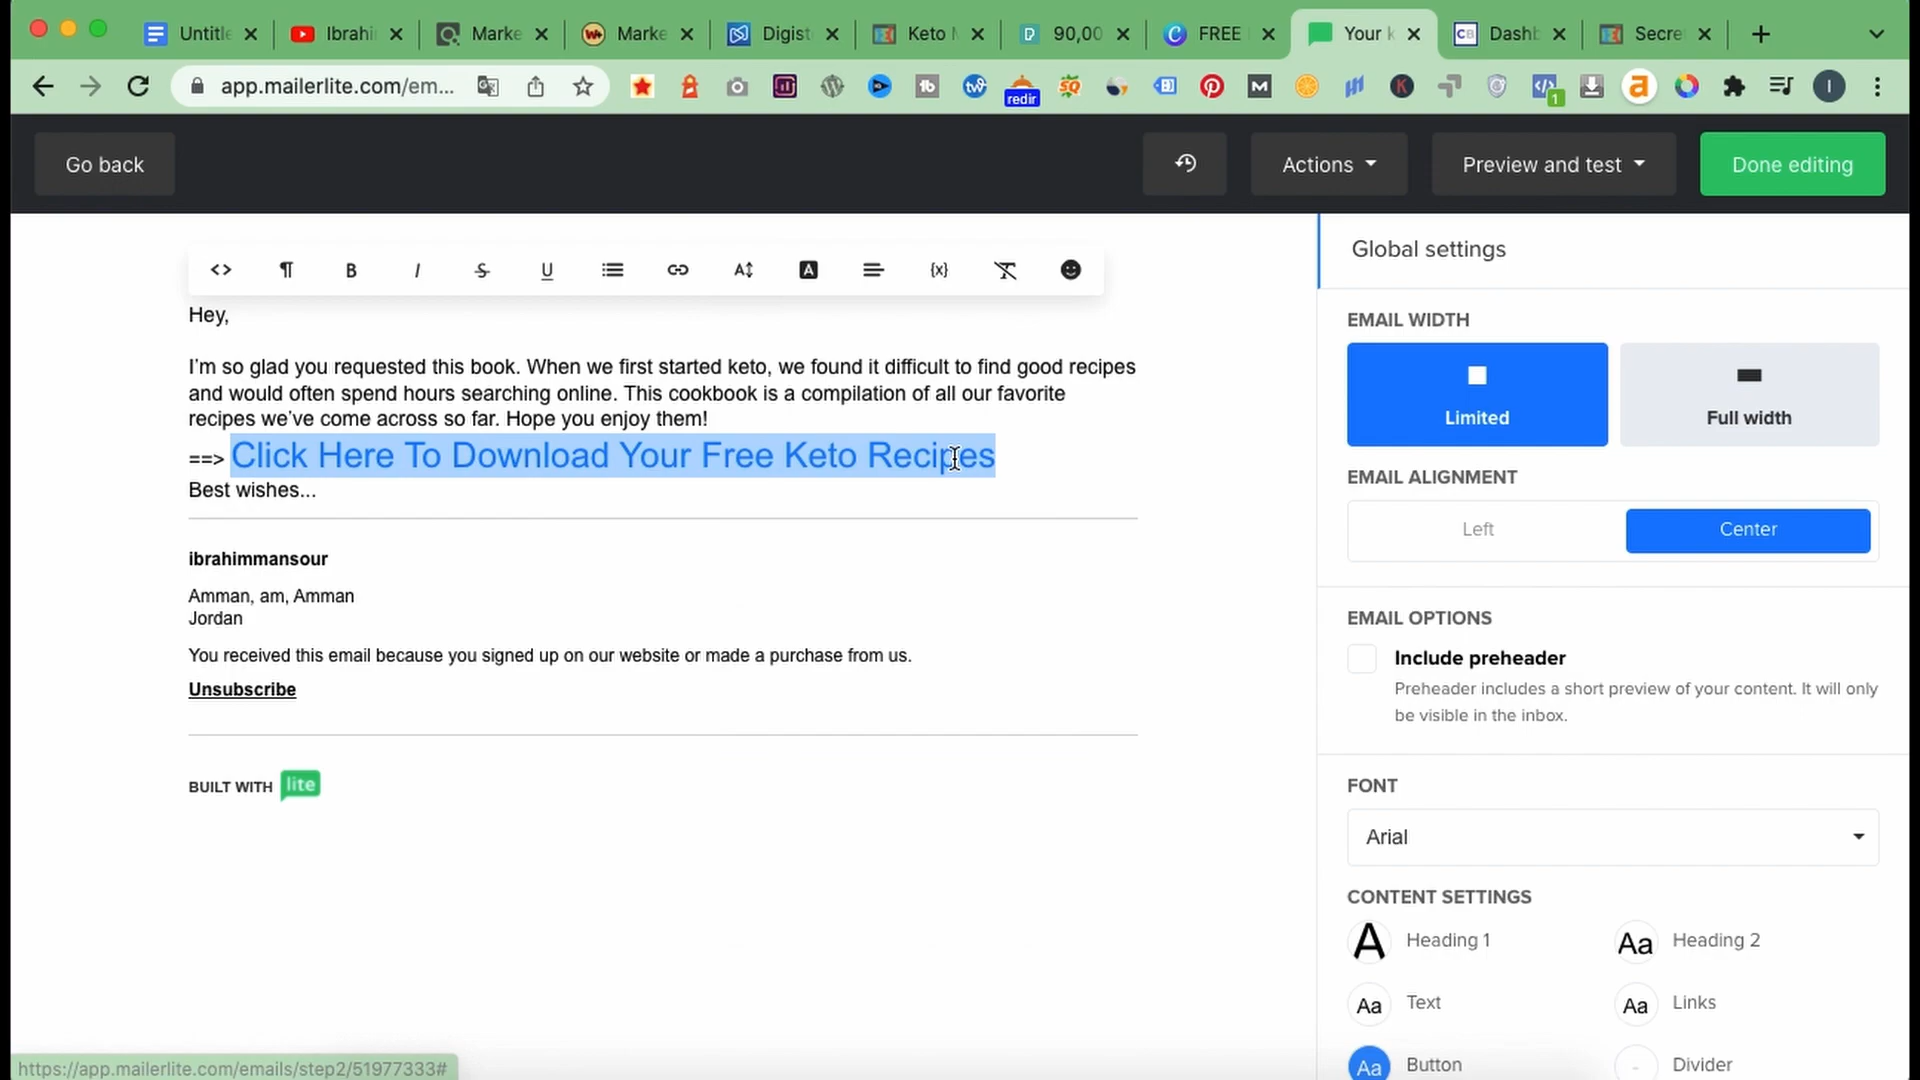 Untitle
Ibrahi
Marke
Marke
Digist
Keto M
90,00
FREE
Your k
Dashb
Secre
app.mailerlite.com/em...
redir
1
I
Go back
Actions
Preview and test
Done editing
Global settings
Hey,
I'm so glad you requested this book. When we first started keto, we found it difficult to find good recipes
and would often spend hours searching online. This cookbook is a compilation of all our favorite
recipes we've come across so far. Hope you enjoy them!
==> Click Here To Download Your Free Keto Recipes
Best wishes...
ibrahimmansour
Amman, am, Amman
Jordan
You received this email because you signed up on our website or made a purchase from us.
Unsubscribe
BUILT WITH lite
EMAIL WIDTH
Limited
Full width
EMAIL ALIGNMENT
Left
Center
EMAIL OPTIONS
Include preheader
Preheader includes a short preview of your content. It will only
be visible in the inbox.
FONT
Arial
CONTENT SETTINGS
A Heading 1
Aa Heading 2
Aa Text
Aa Links
Aa Button
Divider
https://app.mailerlite.com/emails/step2/51977333#